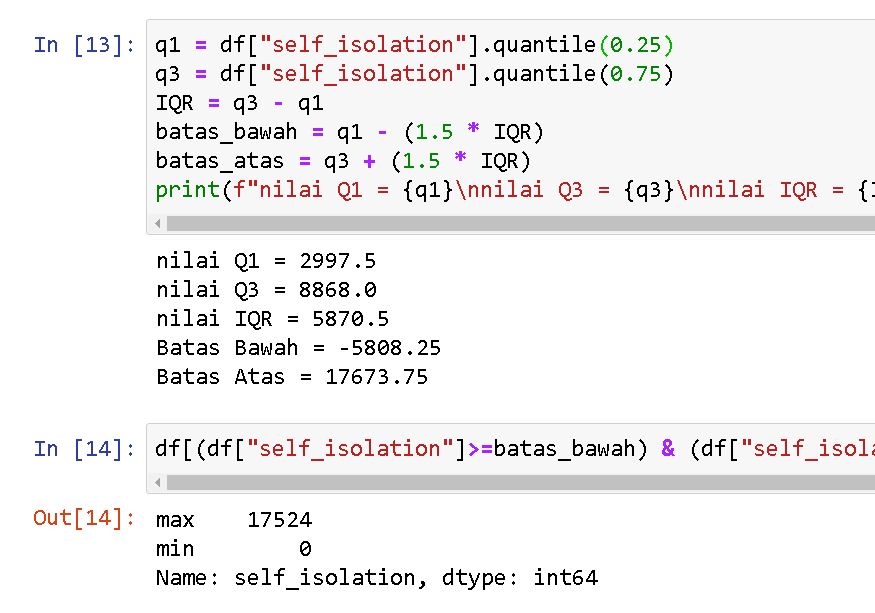 In [13]: q1 = df["self_isolation"].quantile(0.25)
q3 = df["self_isolation"].quantile(0.75)
IQR = q3 - q1
batas_bawah = q1 - (1.5 * IQR)
batas_atas = q3 + (1.5 * IQR)
print(f"nilai Q1 = {q1}\nnilai Q3 = {q3}\nnilai IQR = {I
nilai Q1 = 2997.5
nilai Q3 = 8868.0
nilai IQR = 5870.5
Batas Bawah = -5808.25
Batas Atas = 17673.75
In [14]: df[(df["self_isolation"]>=batas_bawah) & (df["self_isola
Out[14]: max    17524
min        0
Name: self_isolation, dtype: int64